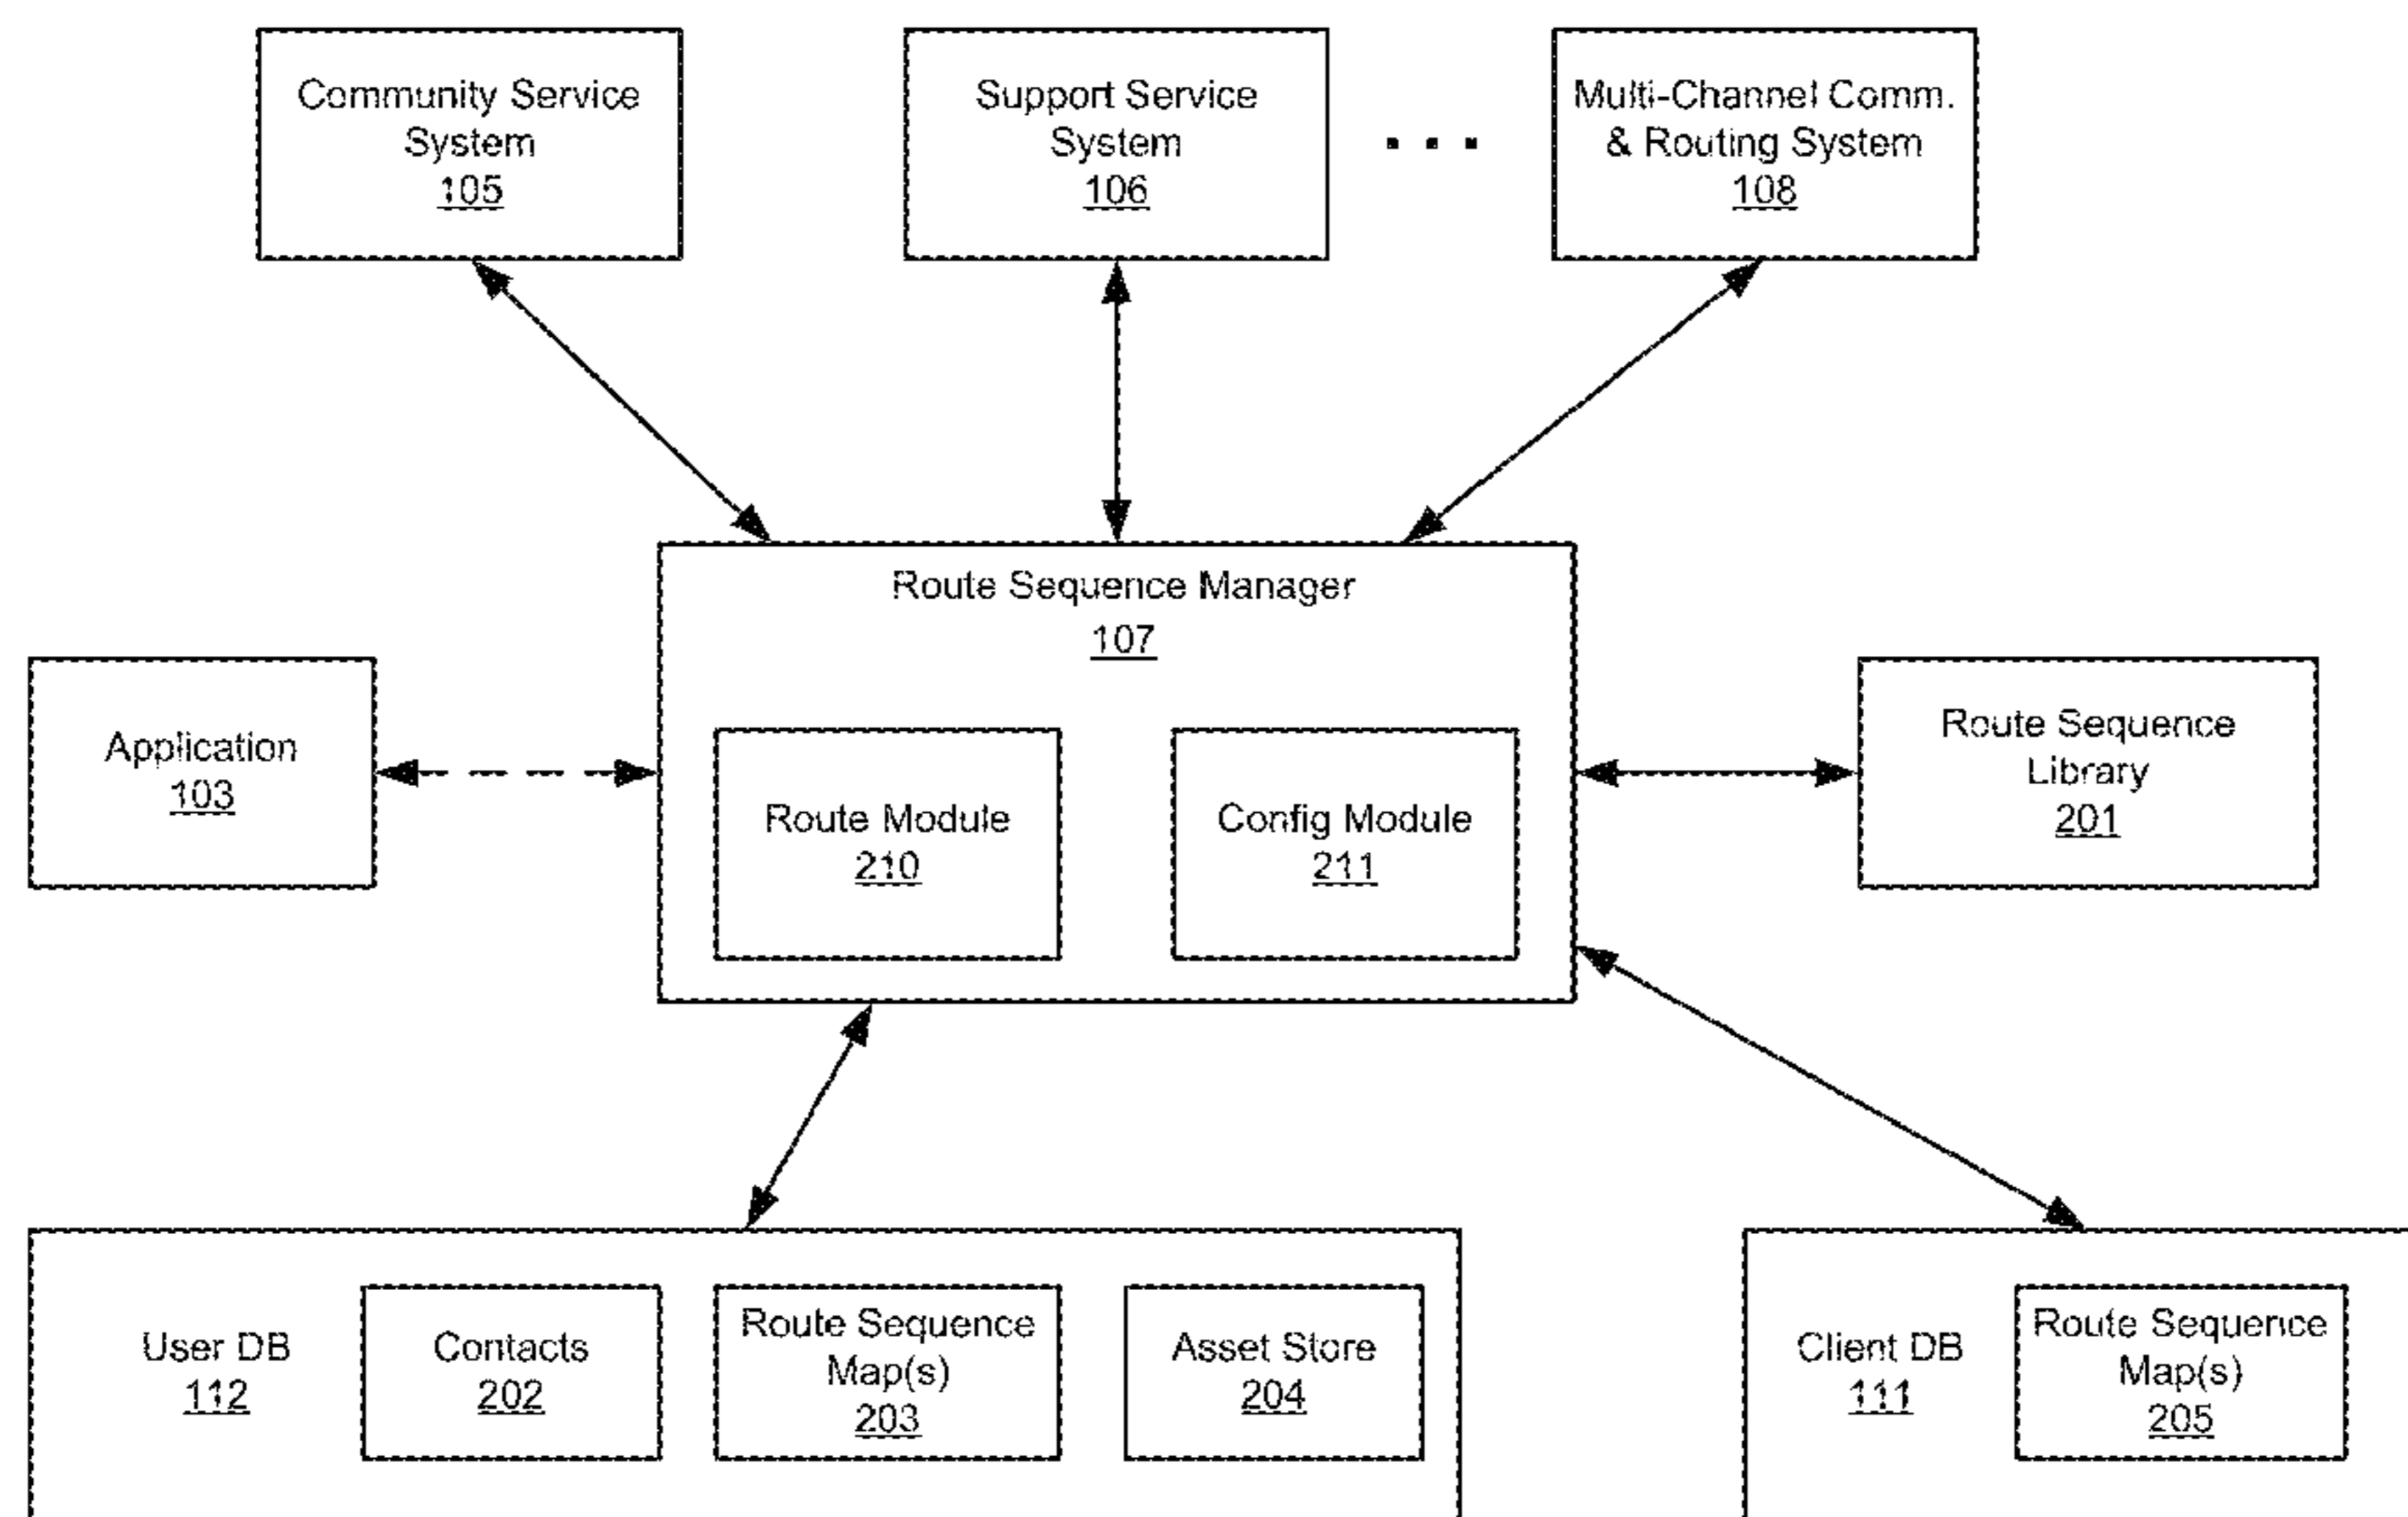 Community Service
System
105
Support Service
System
106
. . .
Multi-Channel Comm.
& Routing System
108
Route Sequence Manager
107
Application
103
Route Module
210
Config Module
211
Route Sequence
Library
201
User DB
112
Contacts
202
Route Sequence
Map(s)
203
Asset Store
204
Client DB
111
Route Sequence
Map(s)
205